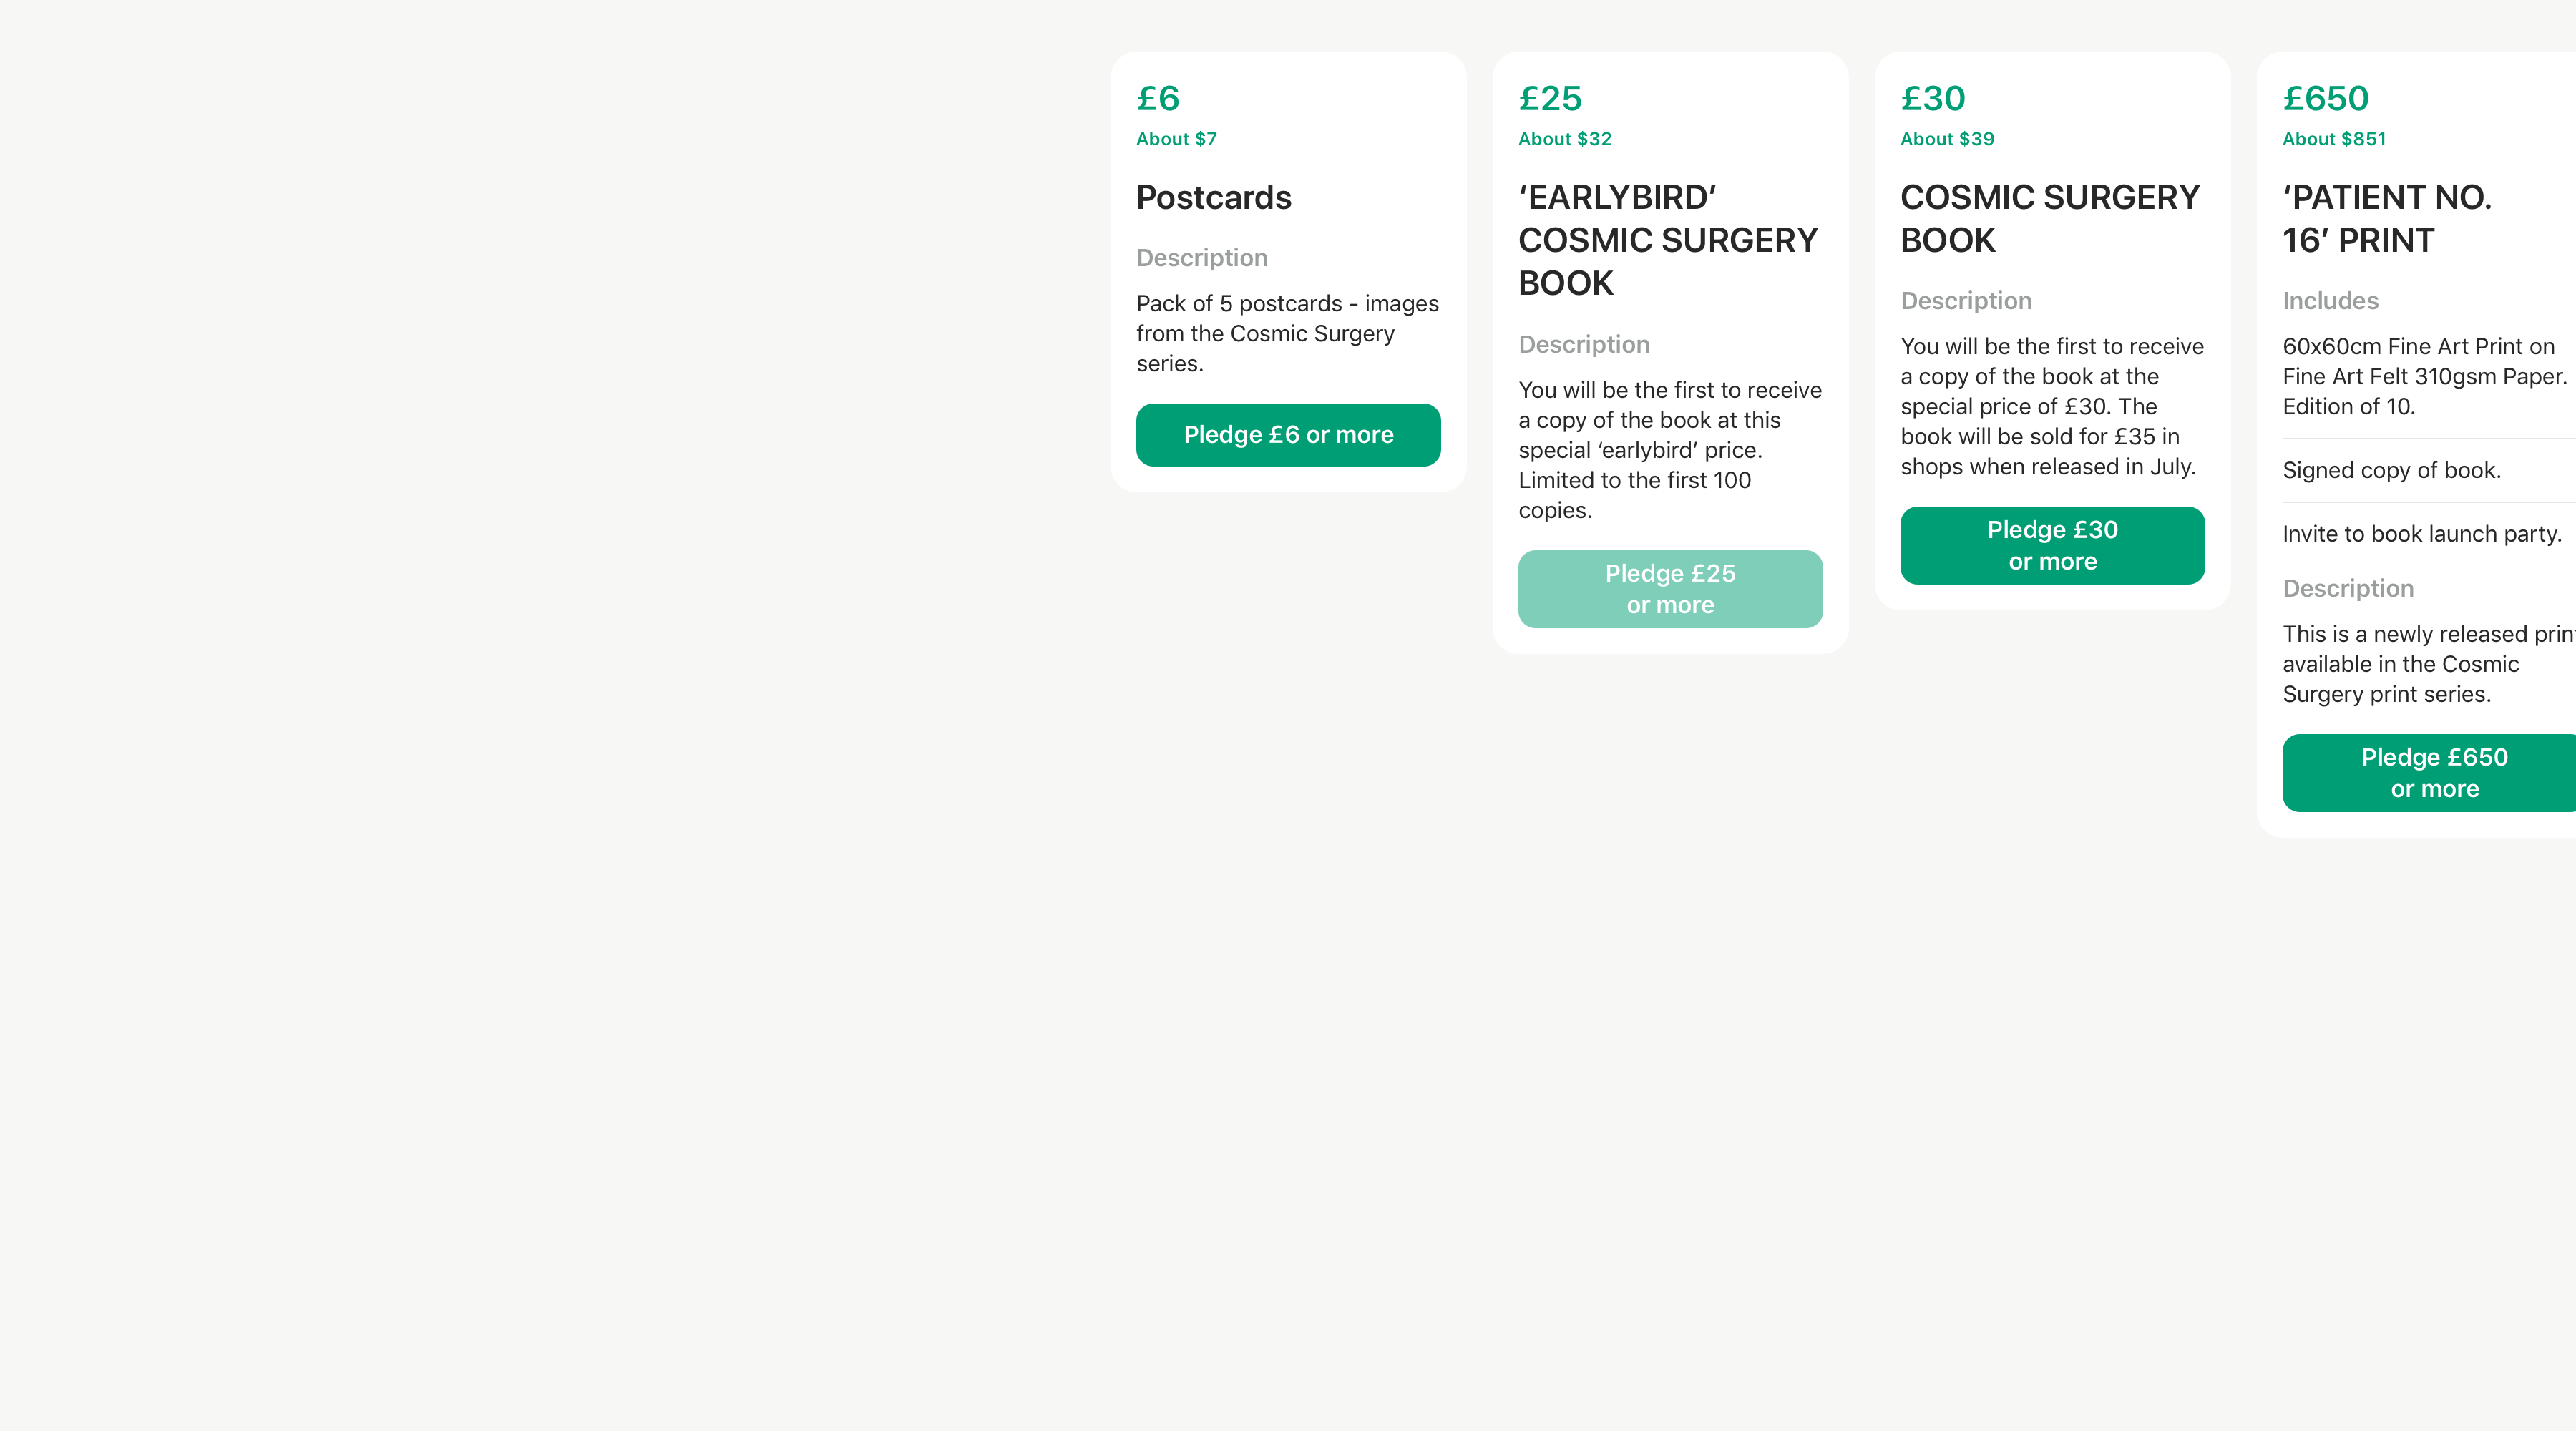 £6
About $7
Postcards
Description
Pack of 5 postcards - images
from the Cosmic Surgery
series.
Pledge £6 or more
£25
About $32
‘EARLYBIRD’
COSMIC SURGERY
BOOK
Description
You will be the first to receive
a copy of the book at this
special ‘earlybird’ price.
Limited to the first 100
copies.
Pledge £25
or more
£30
About $39
COSMIC SURGERY
BOOK
Description
You will be the first to receive
a copy of the book at the
special price of £30. The
book will be sold for £35 in
shops when released in July.
Pledge £30
or more
£650
About $851
‘PATIENT NO.
16’ PRINT
Includes
60x60cm Fine Art Print on
Fine Art Felt 310gsm Paper.
Edition of 10.
Signed copy of book.
Invite to book launch party.
Description
This is a newly released print
available in the Cosmic
Surgery print series.
Pledge £650
or more